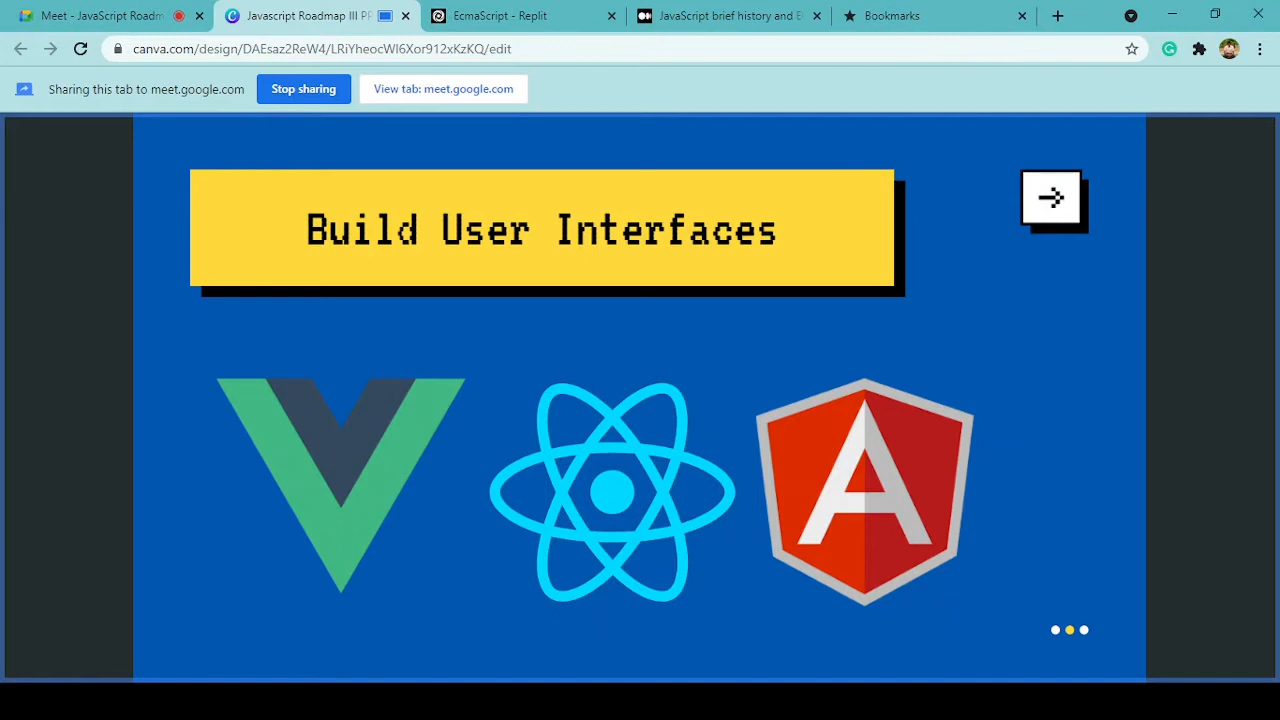 Meet - JavaScript Roadm
Javascript Roadmap III PR
EcmaScript - Replit
JavaScript brief history and E
Bookmarks
canva.com/design/DAEsaz2ReW4/LRiYheocWI6Xor912xKzKQ/edit
Sharing this tab to meet.google.com
Stop sharing
View tab: meet.google.com
Build User Interfaces